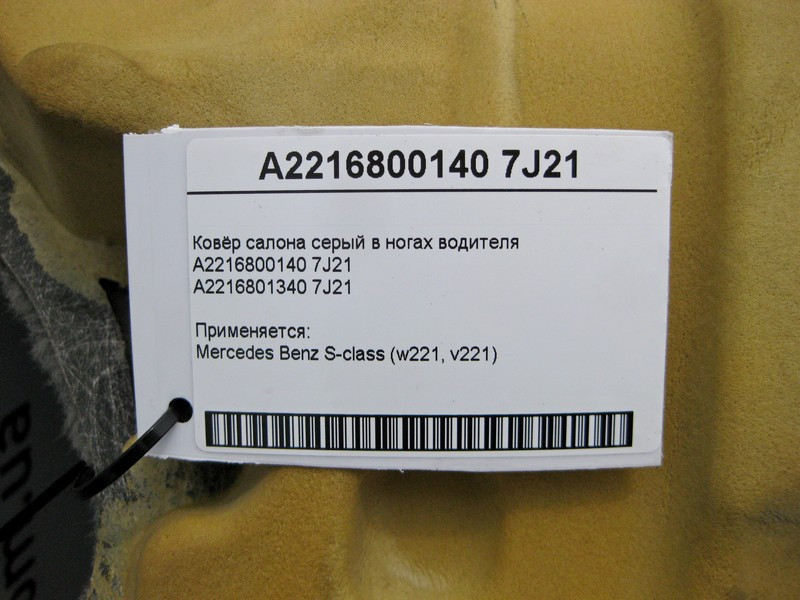 A2216800140 7J21
Ковёр салона серый в ногах водителя
A2216800140 7J21
A2216801340 7J21
Применяется:
Mercedes Benz S-class (w221, v221)